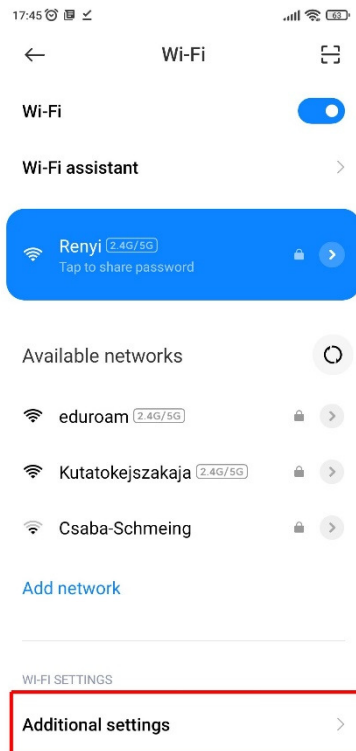 17:45 63
Wi-Fi
Wi-Fi
Wi-Fi assistant
Renyi 2.4G/5G
Tap to share password
Available networks
eduroam 2.4G/5G
Kutatokejszakaja 2.4G/5G
Csaba-Schmeing
Add network
WI-FI SETTINGS
Additional settings